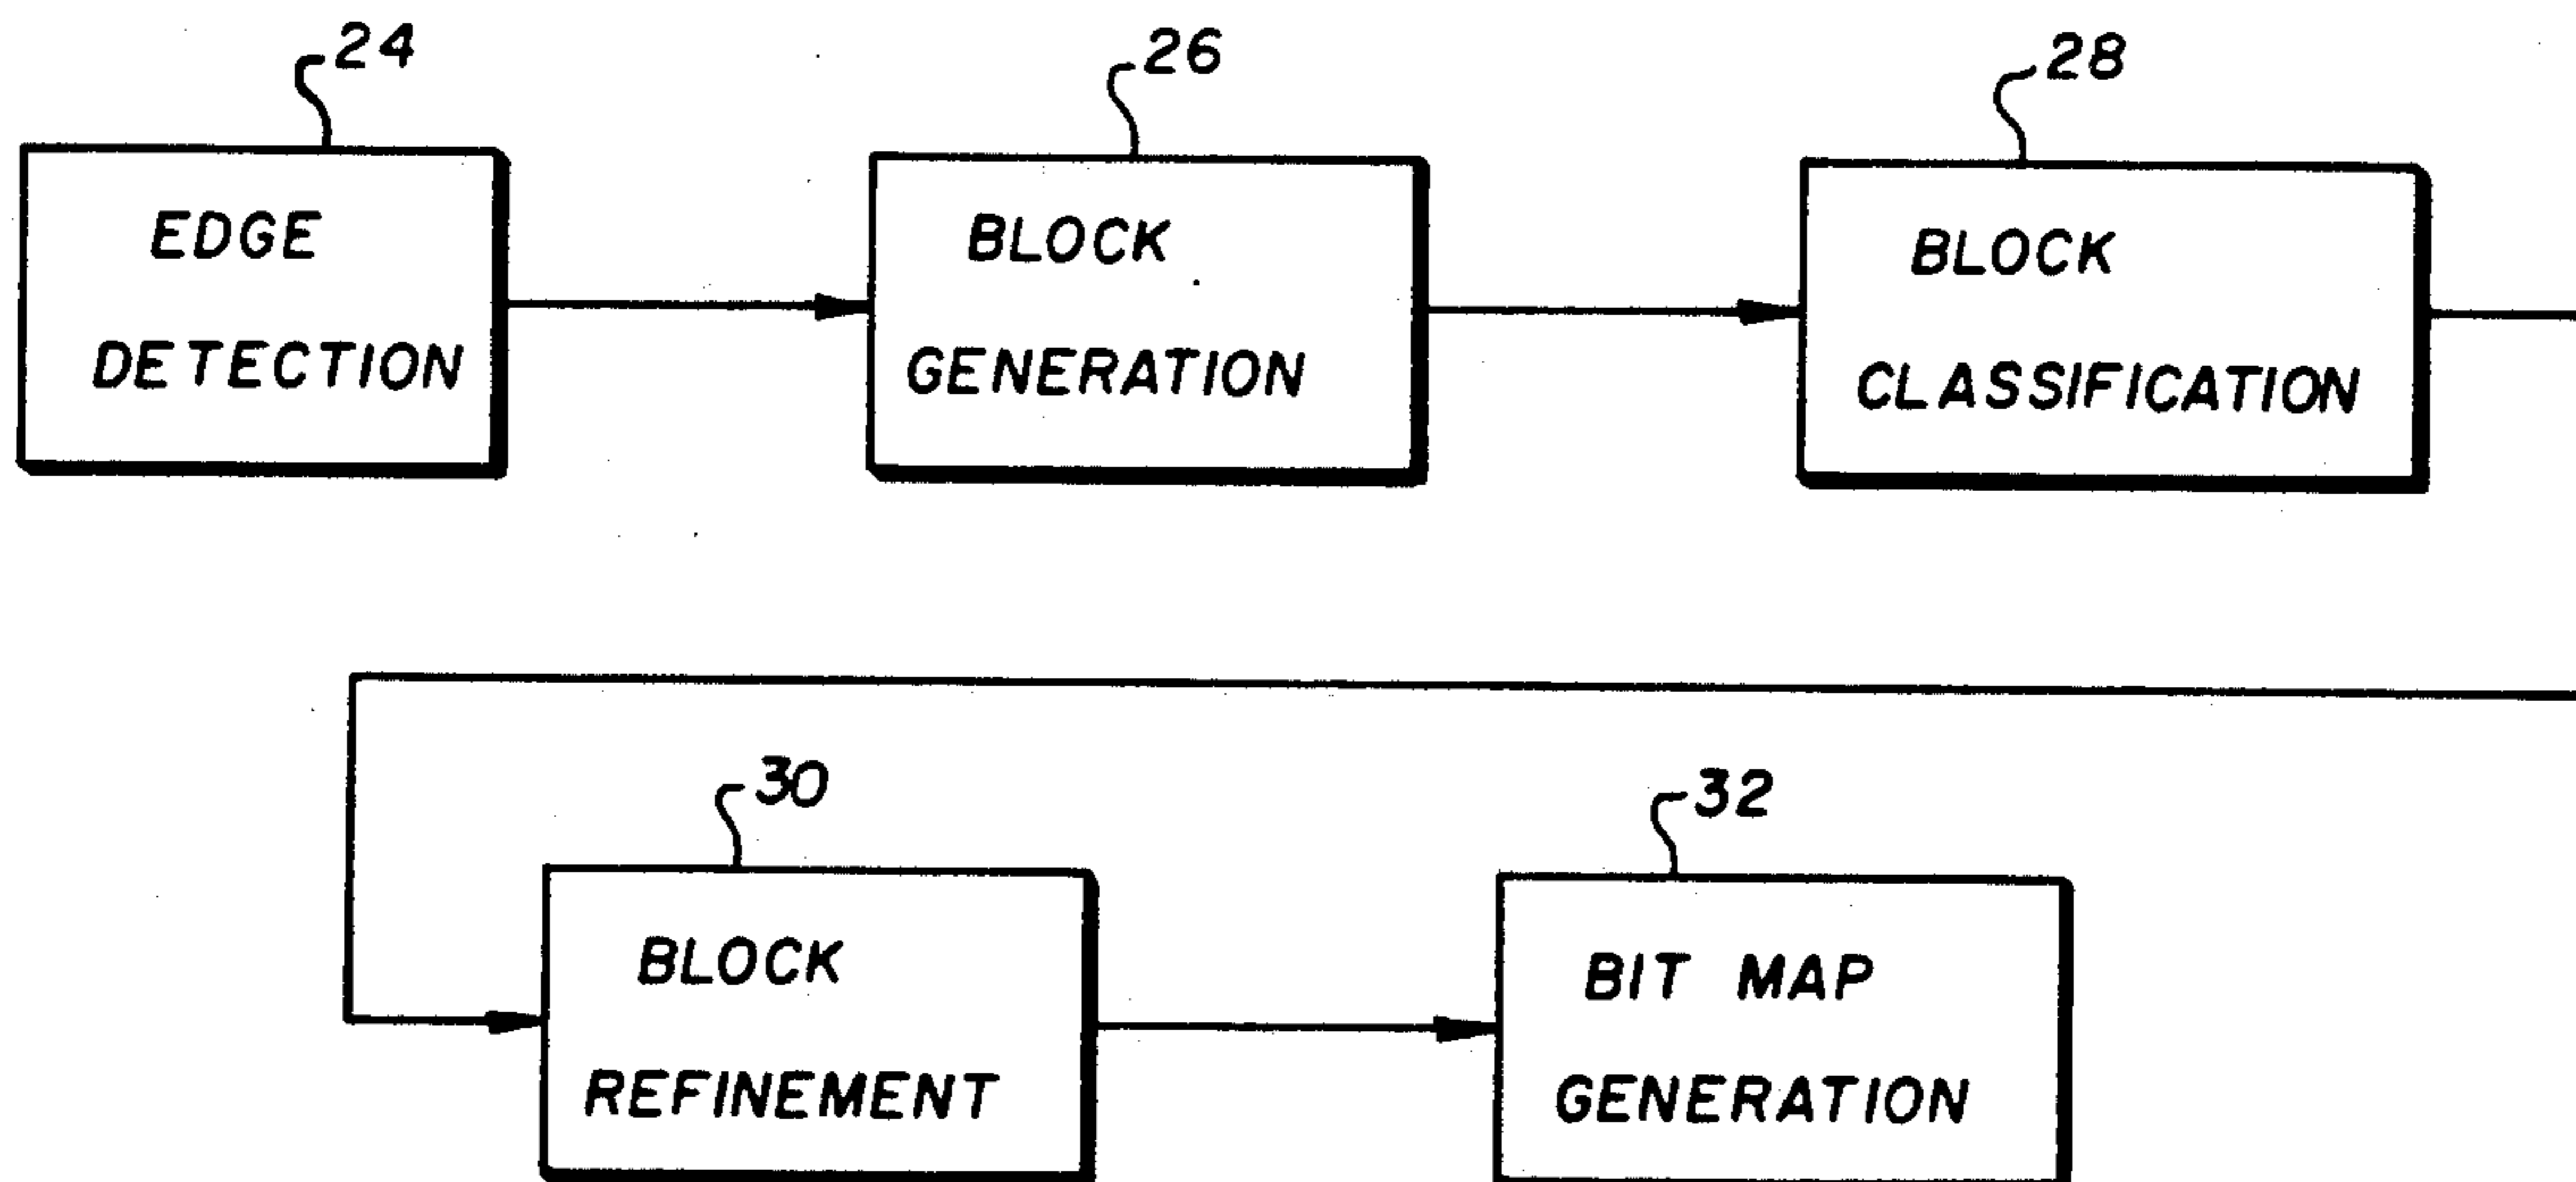 24
EDGE
DETECTION
26
BLOCK
GENERATION
28
BLOCK
CLASSIFICATION
30
BLOCK
REFINEMENT
32
BIT MAP
GENERATION